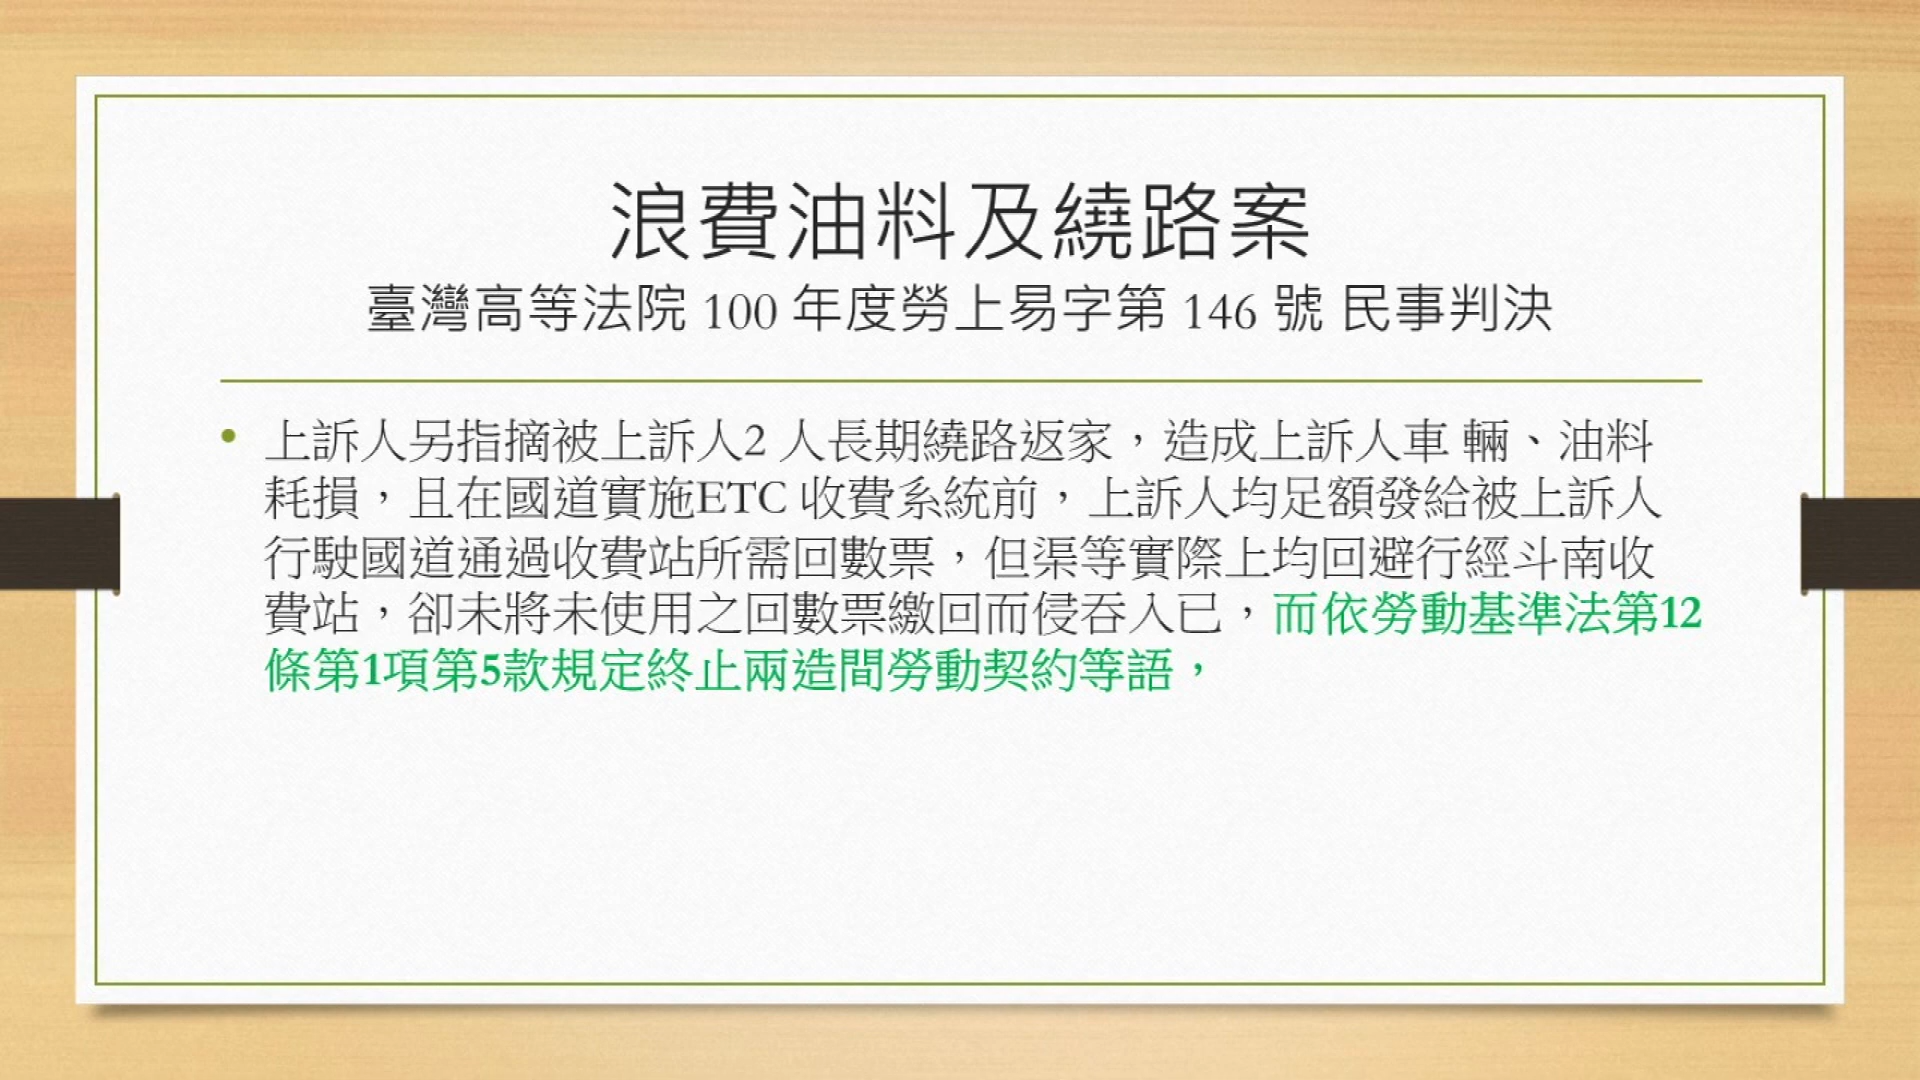 浪費油料及繞路案
臺灣高等法院 100 年度勞上易字第 146 號 民事判決
• 上訴人另指摘被上訴人2 人長期繞路返家，造成上訴人車 輛、油料
耗損，且在國道實施ETC 收費系統前，上訴人均足額發給被上訴人
行駛國道通過收費站所需回數票，但渠等實際上均回避行經斗南收
費站，卻未將未使用之回數票繳回而侵吞入已，而依勞動基準法第12
條第1項第5款規定終止兩造間勞動契約等語，